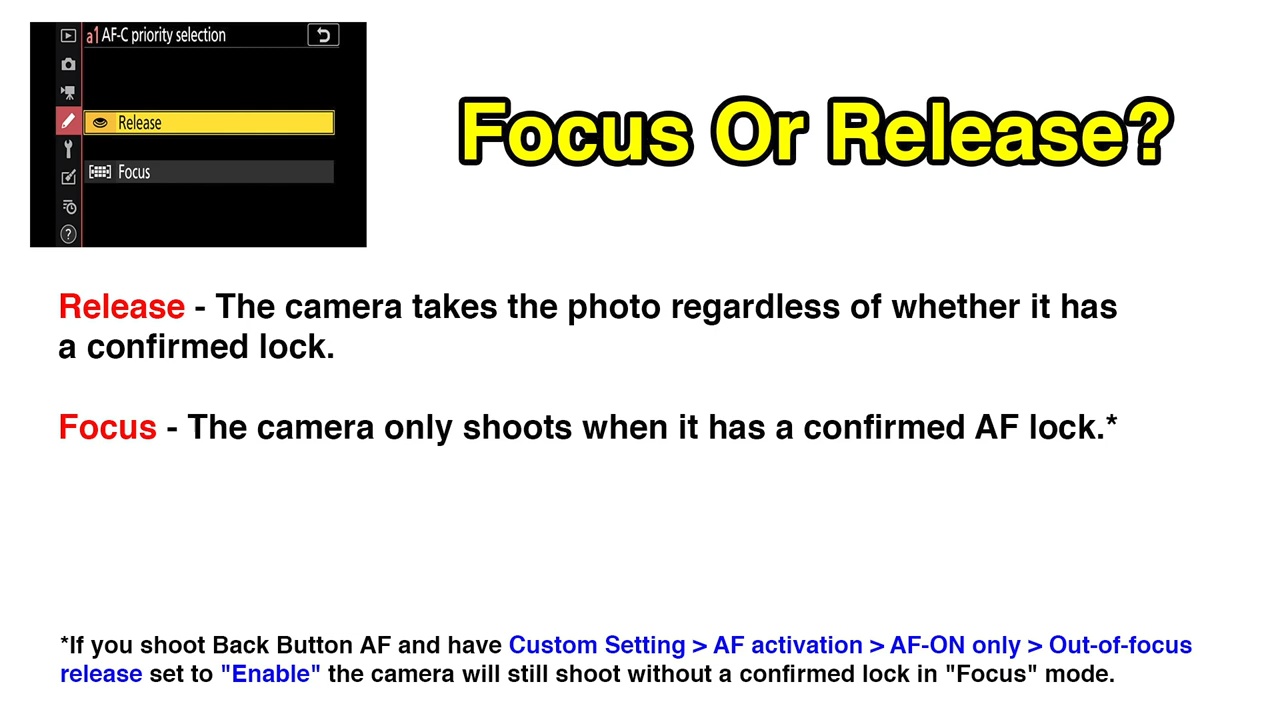 a1 AF-C priority selection
Release
Focus
Focus Or Release?
Release - The camera takes the photo regardless of whether it has
a confirmed lock.
Focus - The camera only shoots when it has a confirmed AF lock.*
*If you shoot Back Button AF and have Custom Setting > AF activation > AF-ON only > Out-of-focus
release set to "Enable" the camera will still shoot without a confirmed lock in "Focus" mode.